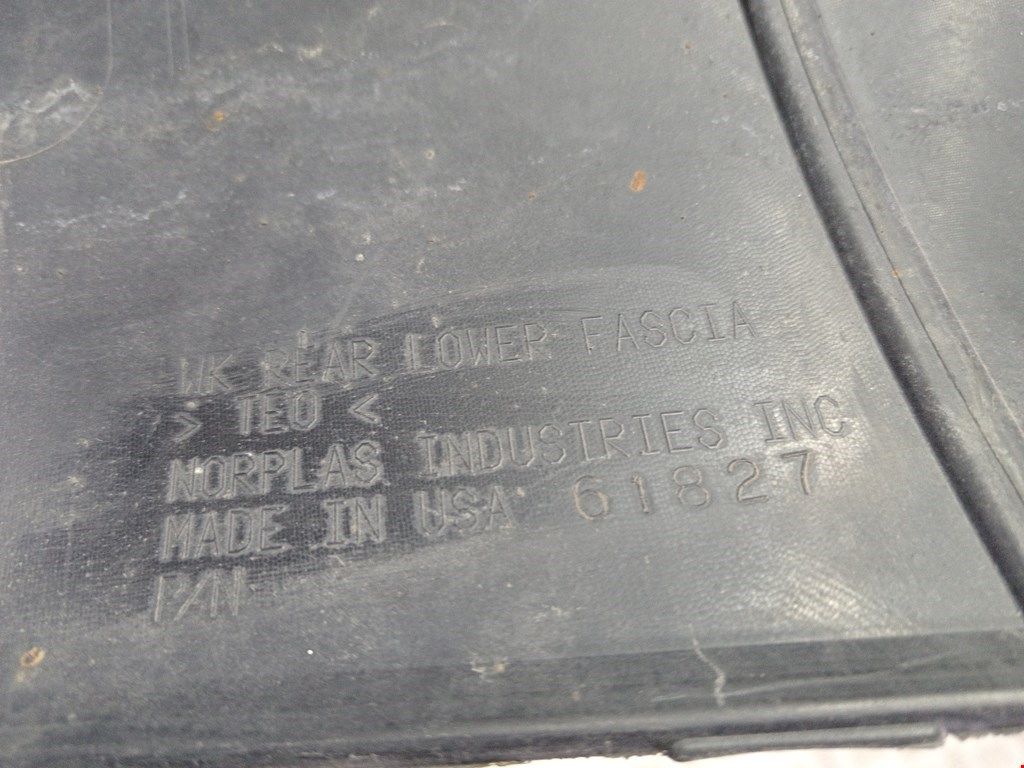 WK REAR LOWER FASCIA
> TEO <
NORPLAS INDUSTRIES INC
MADE IN USA 61827
P/N